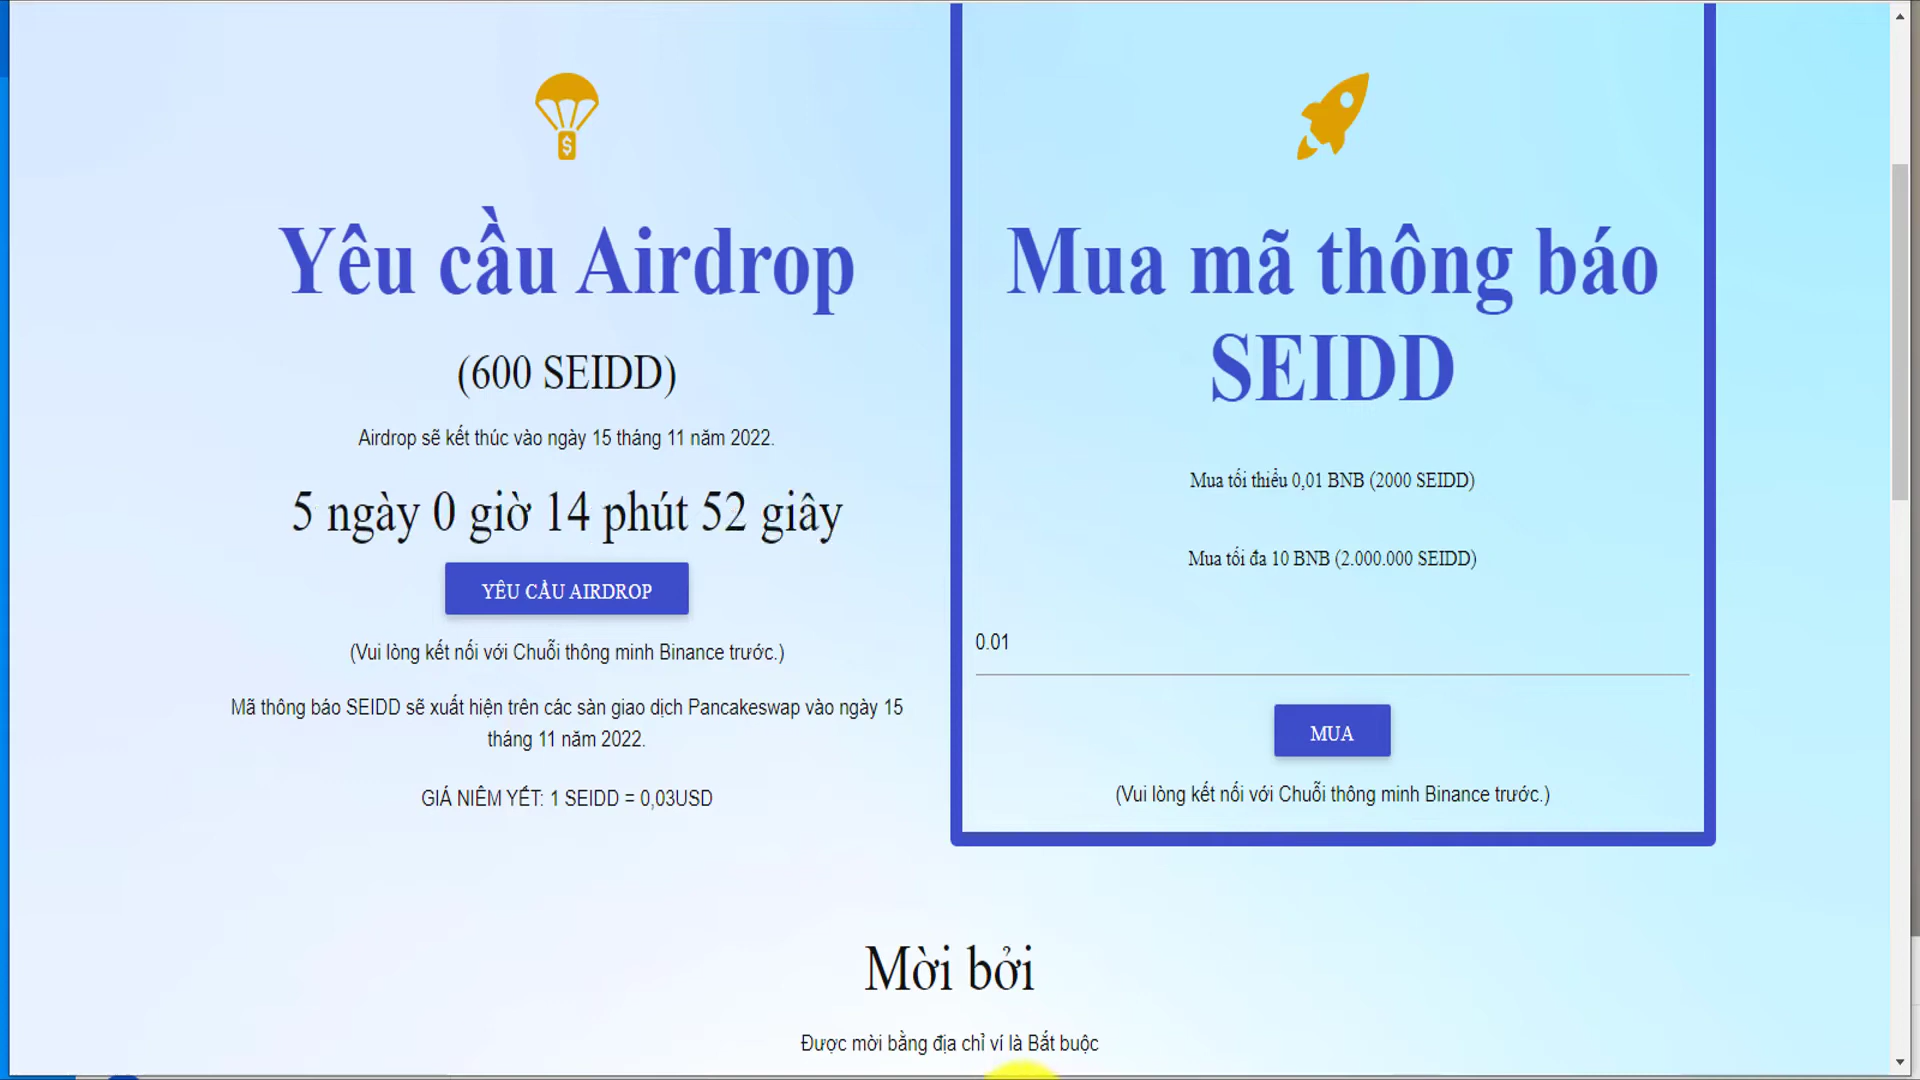 Yêu cầu Airdrop
(600 SEIDD)
Airdrop sẽ kết thúc vào ngày 15 tháng 11 năm 2022.
5 ngày 0 giờ 14 phút 52 giây
YÊU CẦU AIRDROP
(Vui lòng kết nối với Chuỗi thông minh Binance trước.)
Mã thông báo SEIDD sẽ xuất hiện trên các sàn giao dịch Pancakeswap vào ngày 15
tháng 11 năm 2022.
GIÁ NIÊM YẾT: 1 SEIDD = 0,03USD
Mua mã thông báo
SEIDD
Mua tối thiểu 0,01 BNB (2000 SEIDD)
Mua tối đa 10 BNB (2.000.000 SEIDD)
0.01
MUA
(Vui lòng kết nối với Chuỗi thông minh Binance trước.)
Mời bởi
Được mời bằng địa chỉ ví là Bắt buộc